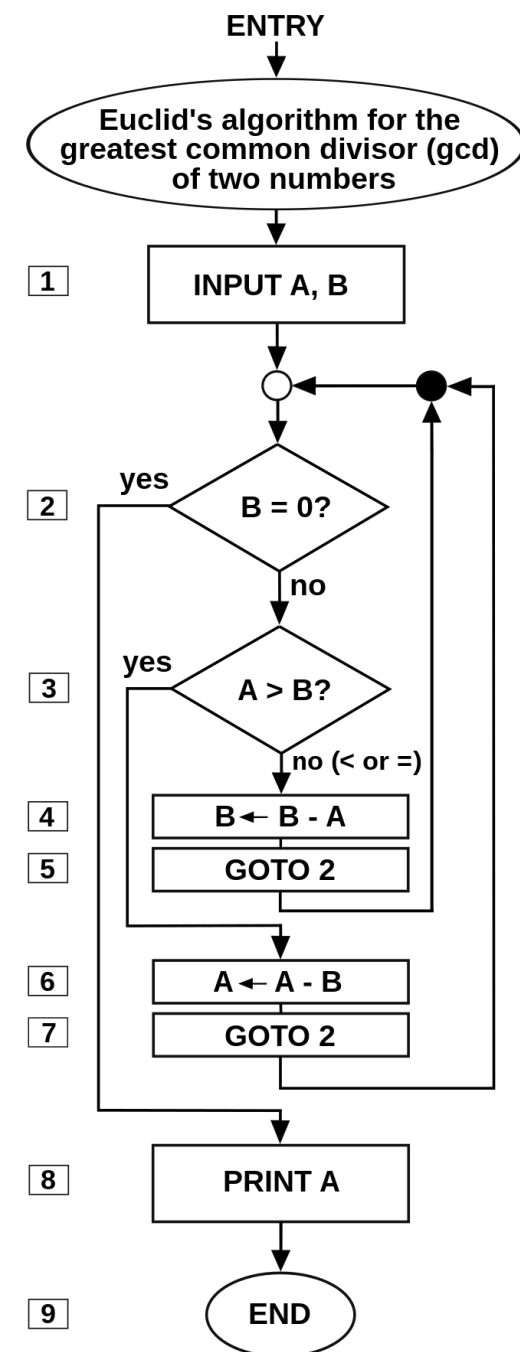 ENTRY
Euclid's algorithm for the
greatest common divisor (gcd)
of two numbers
1
INPUT A, B
yes
2
B = 0?
no
yes
3
A > B?
no (< or =)
4
B ← B - A
5
GOTO 2
6
A ← A - B
7
GOTO 2
8
PRINT A
9
END